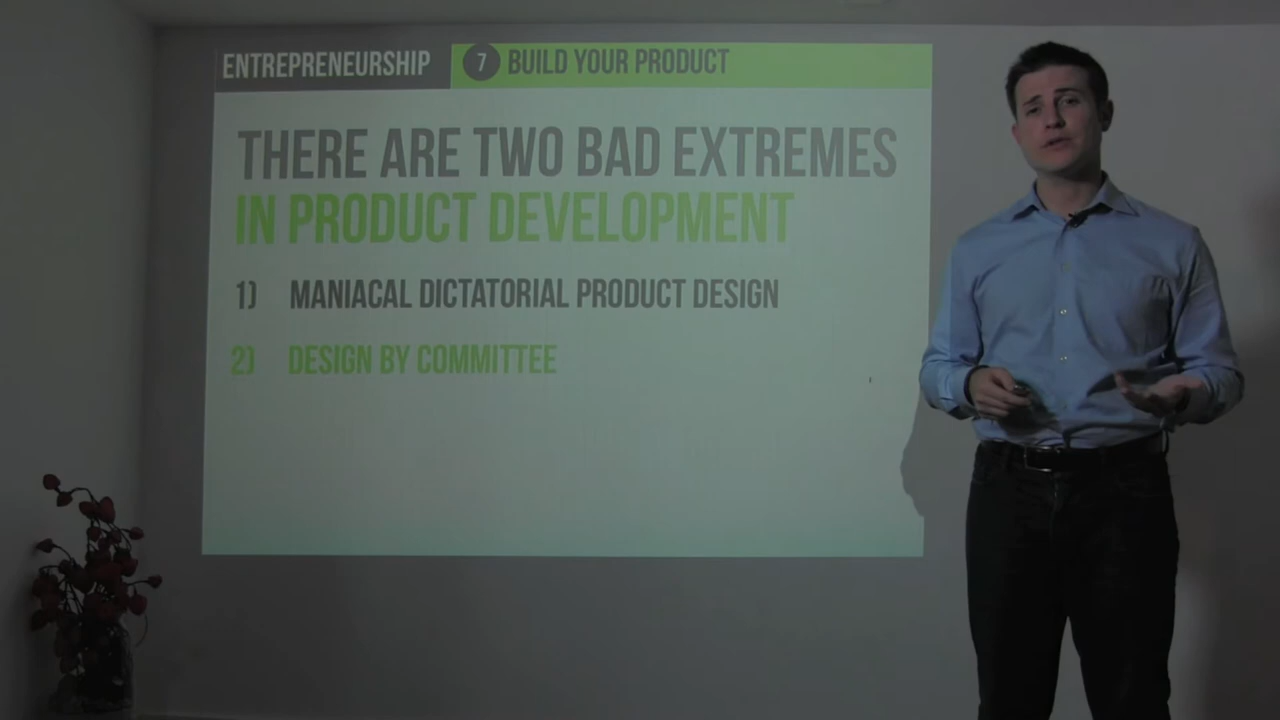 ENTREPRENEURSHIP 7 BUILD YOUR PRODUCT
THERE ARE TWO BAD EXTREMES
IN PRODUCT DEVELOPMENT
1) MANIACAL DICTATORIAL PRODUCT DESIGN
2) DESIGN BY COMMITTEE